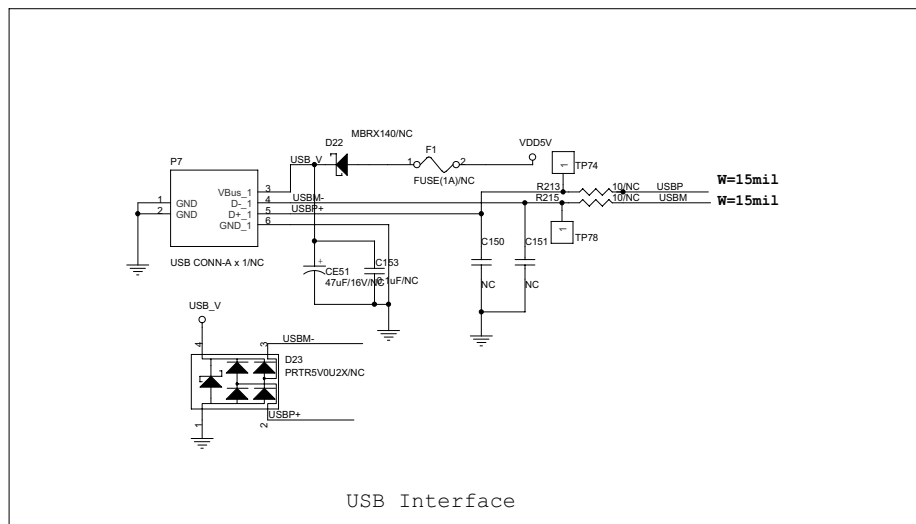 D22
MBRX140/NC
P7
USB_V
F1
1
2
FUSE(1A)/NC
VDD5V
1
TP74
VBus_1
3
R213
10/NC
USBP
W=15mil
1
GND
D-_1
4
USBM-
R215
10/NC
USBM
W=15mil
2
GND
D+_1
5
USBP+
GND_1
6
1
TP78
USB CONN-A x 1/NC
+
CE51
47uF/16V/NC
C153
0.1uF/NC
C150
NC
C151
NC
USB_V
4
3
USBM-
D23
PRTR5V0U2X/NC
1
2
USBP+
USB Interface